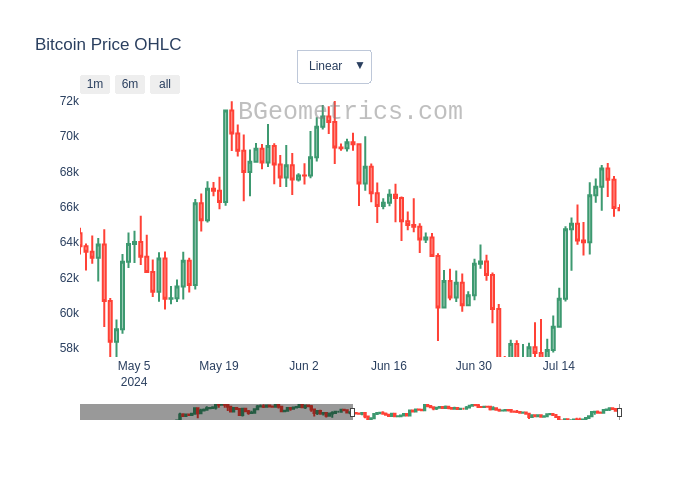 Bitcoin Price OHLC
Linear ▼
1m 6m all
BGeometrics.com
72k
70k
68k
66k
64k
62k
60k
58k
May 5 May 19 Jun 2 Jun 16 Jun 30 Jul 14
2024